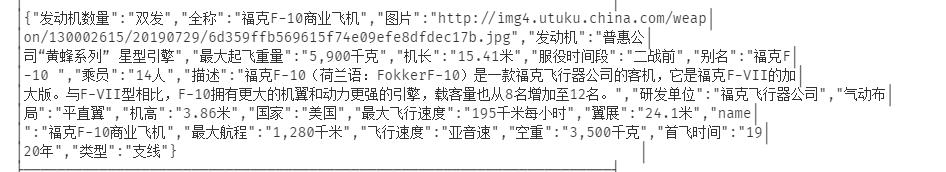 {"发动机数量":"双发","全称":"福克F-10商业飞机","图片":"http://img4.utuku.china.com/weap
on/130002615/20190729/6d359ffb569615f74e09efe8dfdec17b.jpg","发动机":"普惠公
司“黄蜂系列” 星型引擎","最大起飞重量":"5,900千克","机长":"15.41米","服役时间段":"二战前","别名":"福克F
-10 ","乘员":"14人","描述":"福克F-10（荷兰语：FokkerF-10）是一款福克飞行器公司的客机，它是福克F-VII的加
大版。与F-VII型相比，F-10拥有更大的机翼和动力更强的引擎，载客量也从8名增加至12名。","研发单位":"福克飞行器公司","气动布
局":"平直翼","机高":"3.86米","国家":"美国","最大飞行速度":"195千米每小时","翼展":"24.1米","name
":"福克F-10商业飞机","最大航程":"1,280千米","飞行速度":"亚音速","空重":"3,500千克","首飞时间":"19
20年","类型":"支线"}